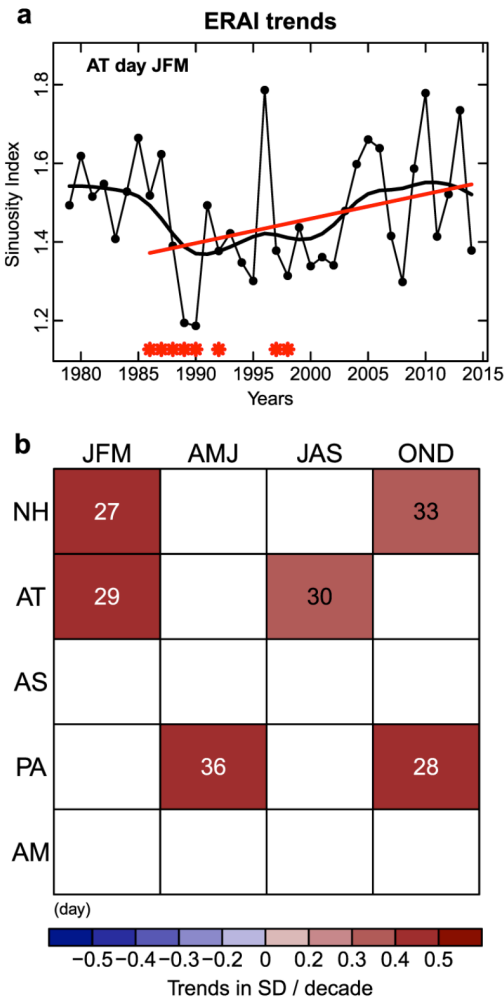 a
ERAI trends
AT day JFM
Sinuosity Index
1.8
1.6
1.4
1.2
1980 1985 1990 1995 2000 2005 2010 2015
Years
b
JFM AMJ JAS OND
NH 27 33
AT 29 30
AS
PA 36 28
AM
(day)
−0.5 −0.4 −0.3 −0.2 0 0.2 0.3 0.4 0.5
Trends in SD / decade